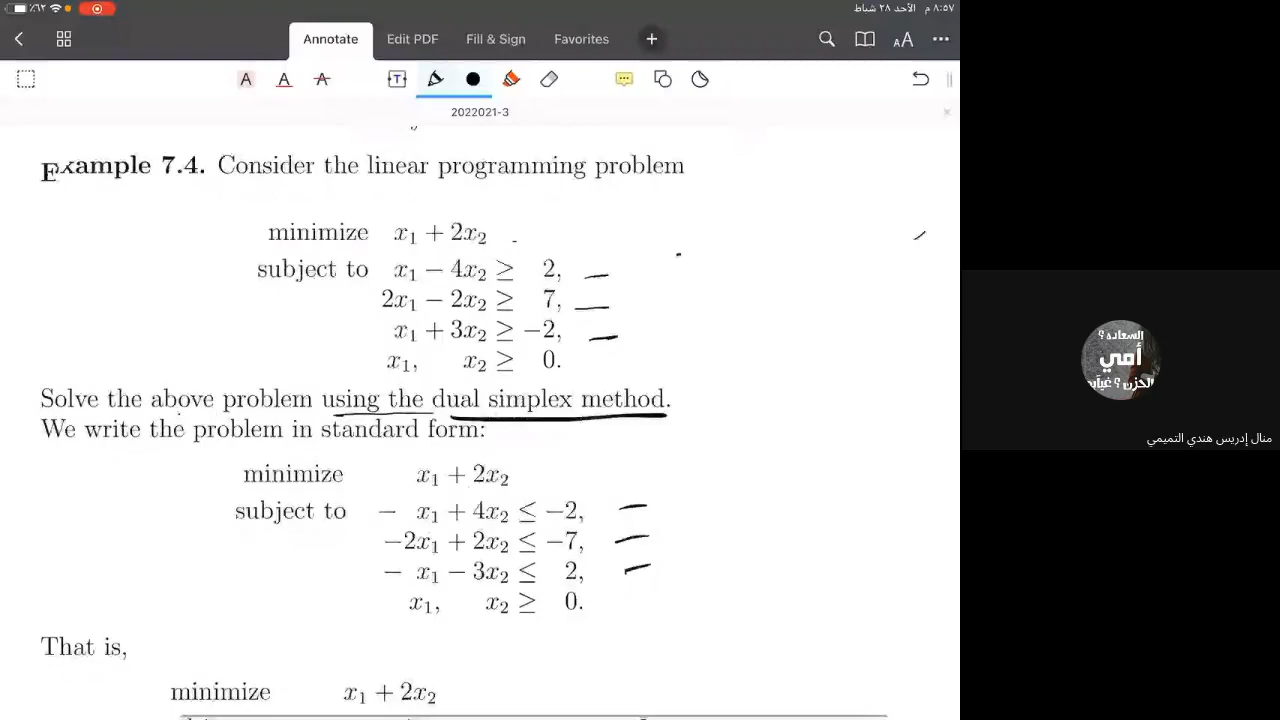 ٪٦٢
٨:٥٧ م الأحد ٢٨ شباط
Annotate Edit PDF Fill & Sign Favorites
2022021-3
Example 7.4. Consider the linear programming problem
minimize x₁ + 2x₂
subject to x₁ − 4x₂ ≥ 2,
2x₁ − 2x₂ ≥ 7,
x₁ + 3x₂ ≥ −2,
x₁, x₂ ≥ 0.
Solve the above problem using the dual simplex method.
We write the problem in standard form:
minimize x₁ + 2x₂
subject to − x₁ + 4x₂ ≤ −2,
−2x₁ + 2x₂ ≤ −7,
− x₁ − 3x₂ ≤ 2,
x₁, x₂ ≥ 0.
That is,
minimize x₁ + 2x₂
السعادة ؟
أمي
الحزن ؟ غيابه
منال إدريس هندي التميمي